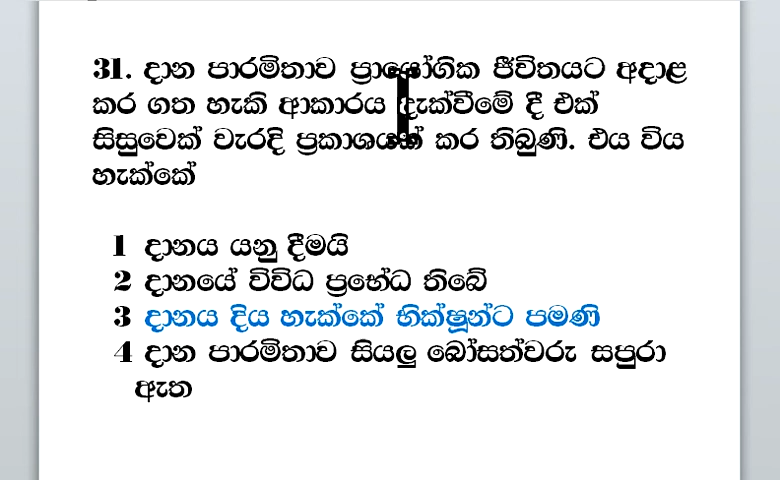 31. දාන පාරමිතාව ප්‍රායෝගික ජීවිතයට අදාළ
කර ගත හැකි ආකාරය දැක්වීමේ දී එක්
සිසුවෙක් වැරදි ප්‍රකාශයක් කර තිබුණි. එය විය
හැක්කේ
1 දානය යනු දීමයි
2 දානයේ විවිධ ප්‍රභේධ තිබේ
3 දානය දිය හැක්කේ භික්ෂූන්ට පමණි
4 දාන පාරමිතාව සියලු බෝසත්වරු සපුරා
ඇත